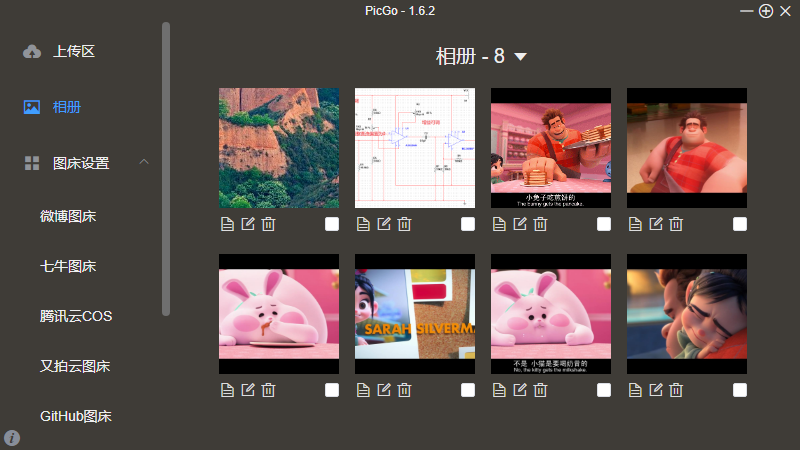 PicGo - 1.6.2
上传区
相册
图床设置
微博图床
七牛图床
腾讯云COS
又拍云图床
GitHub图床
相册 - 8
小兔子吃煎饼的
The bunny gets the pancake.
SARAH SILVERMA
不是 小猫是要喝奶昔的
No, the kitty gets the milkshake.